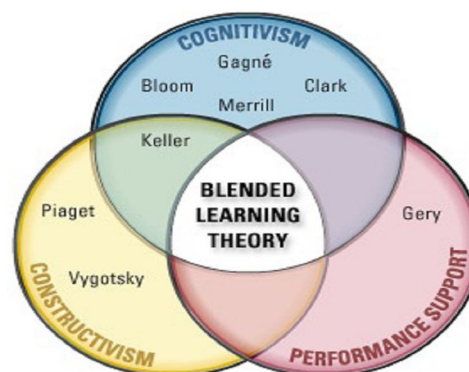 COGNITIVISM
Gagné
Bloom
Clark
Merrill
Keller
BLENDED
LEARNING
THEORY
Piaget
Gery
Vygotsky
CONSTRUCTIVISM
PERFORMANCE SUPPORT